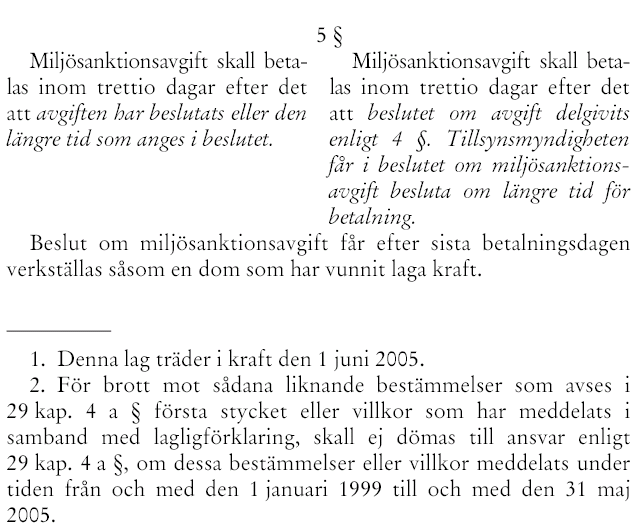 5 §
Miljösanktionsavgift skall beta-
las inom trettio dagar efter det
att avgiften har beslutats eller den
längre tid som anges i beslutet.
Miljösanktionsavgift skall beta-
las inom trettio dagar efter det
att beslutet om avgift delgivits
enligt 4 §. Tillsynsmyndigheten
får i beslutet om miljösanktions-
avgift besluta om längre tid för
betalning.
Beslut om miljösanktionsavgift får efter sista betalningsdagen
verkställas såsom en dom som har vunnit laga kraft.
1. Denna lag träder i kraft den 1 juni 2005.
2. För brott mot sådana liknande bestämmelser som avses i
29 kap. 4 a § första stycket eller villkor som har meddelats i
samband med lagligförklaring, skall ej dömas till ansvar enligt
29 kap. 4 a §, om dessa bestämmelser eller villkor meddelats under
tiden från och med den 1 januari 1999 till och med den 31 maj
2005.